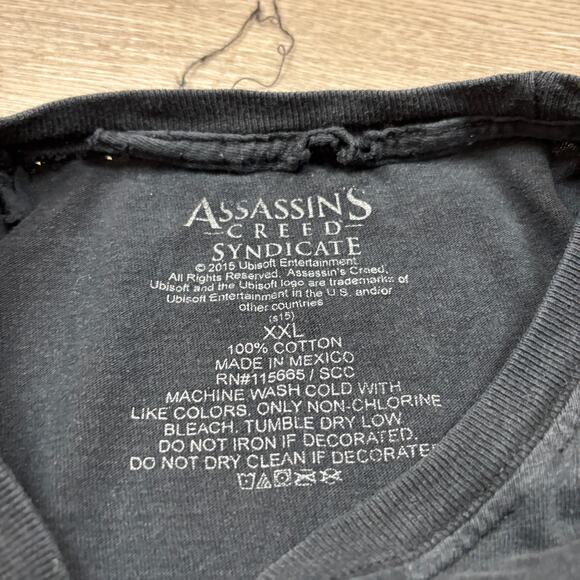 ASSASSIN'S
CREED
SYNDICATE
© 2015 Ubisoft Entertainment.
All Rights Reserved. Assassin's Creed,
Ubisoft and the Ubisoft logo are trademarks of
Ubisoft Entertainment in the U.S. and/or
other countries
(s15)
XXL
100% COTTON
MADE IN MEXICO
RN#115665 / SCC
MACHINE WASH COLD WITH
LIKE COLORS. ONLY NON-CHLORINE
BLEACH. TUMBLE DRY LOW.
DO NOT IRON IF DECORATED.
DO NOT DRY CLEAN IF DECORATED